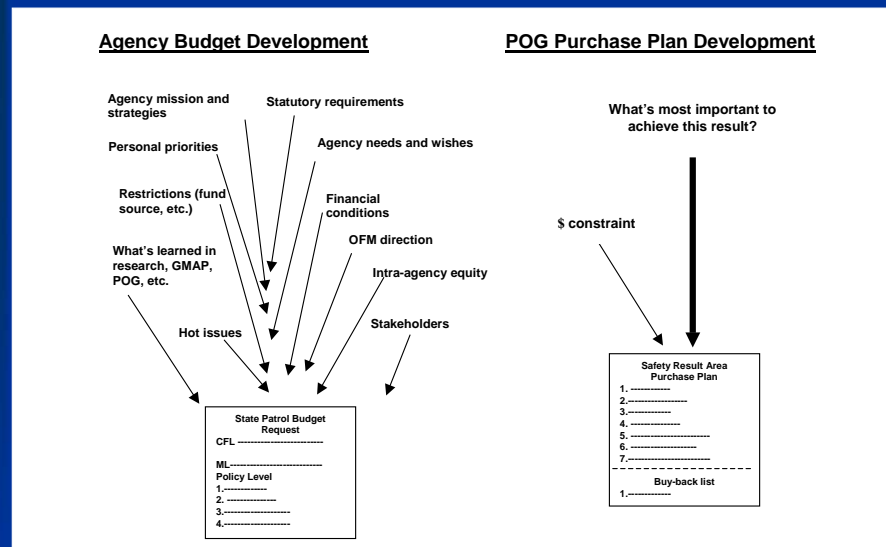 Agency Budget Development
Agency mission and
strategies
Statutory requirements
Personal priorities
Agency needs and wishes
Restrictions (fund
source, etc.)
Financial
conditions
What's learned in
research, GMAP,
POG, etc.
OFM direction
Intra-agency equity
Hot issues
Stakeholders
State Patrol Budget
Request
CFL --------------------------
ML----------------------------
Policy Level
1.-------------
2. ---------------
3.--------------------
4.--------------------
POG Purchase Plan Development
What's most important to
achieve this result?
$ constraint
Safety Result Area
Purchase Plan
1. ------------
2.------------------
3.-------------
4. ---------------
5. ------------------------
6. --------------------
7.-------------------------
Buy-back list
1.-------------